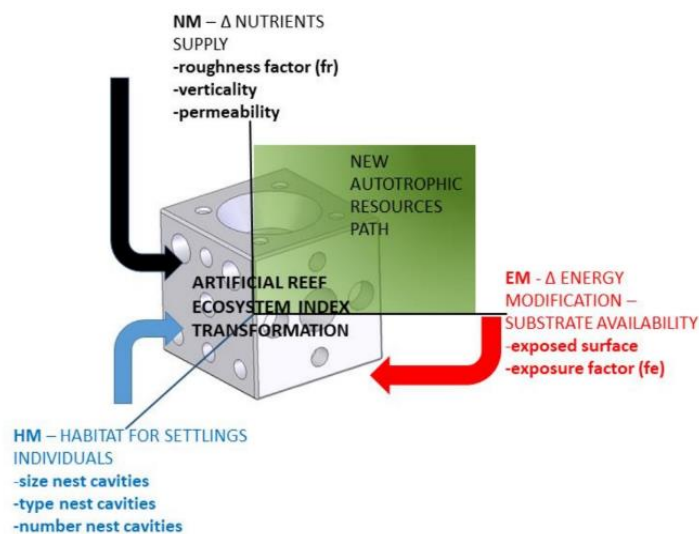 NM – Δ NUTRIENTS
SUPPLY
-roughness factor (fr)
-verticality
-permeability
NEW
AUTOTROPHIC
RESOURCES
PATH
ARTIFICIAL REEF
ECOSYSTEM INDEX
TRANSFORMATION
EM - Δ ENERGY
MODIFICATION –
SUBSTRATE AVAILABILITY
-exposed surface
-exposure factor (fe)
HM – HABITAT FOR SETTLINGS
INDIVIDUALS
-size nest cavities
-type nest cavities
-number nest cavities